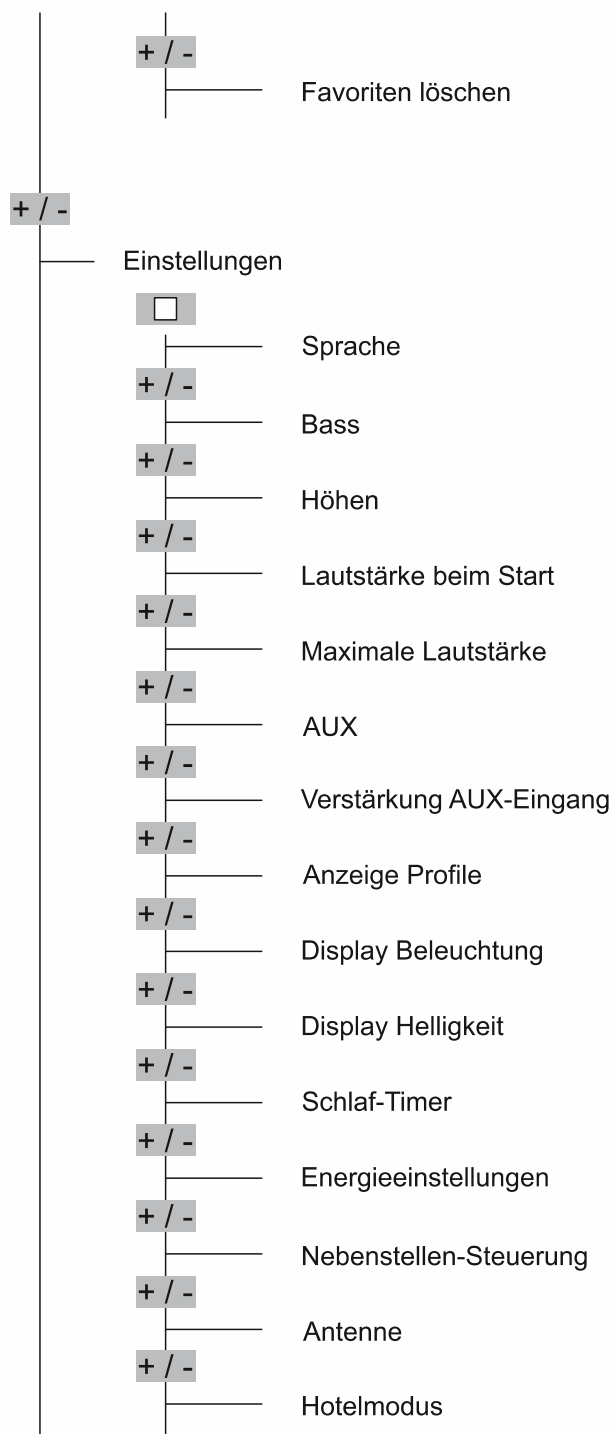 + / -
Favoriten löschen
+ / -
Einstellungen
Sprache
+ / -
Bass
+ / -
Höhen
+ / -
Lautstärke beim Start
+ / -
Maximale Lautstärke
+ / -
AUX
+ / -
Verstärkung AUX-Eingang
+ / -
Anzeige Profile
+ / -
Display Beleuchtung
+ / -
Display Helligkeit
+ / -
Schlaf-Timer
+ / -
Energieeinstellungen
+ / -
Nebenstellen-Steuerung
+ / -
Antenne
+ / -
Hotelmodus